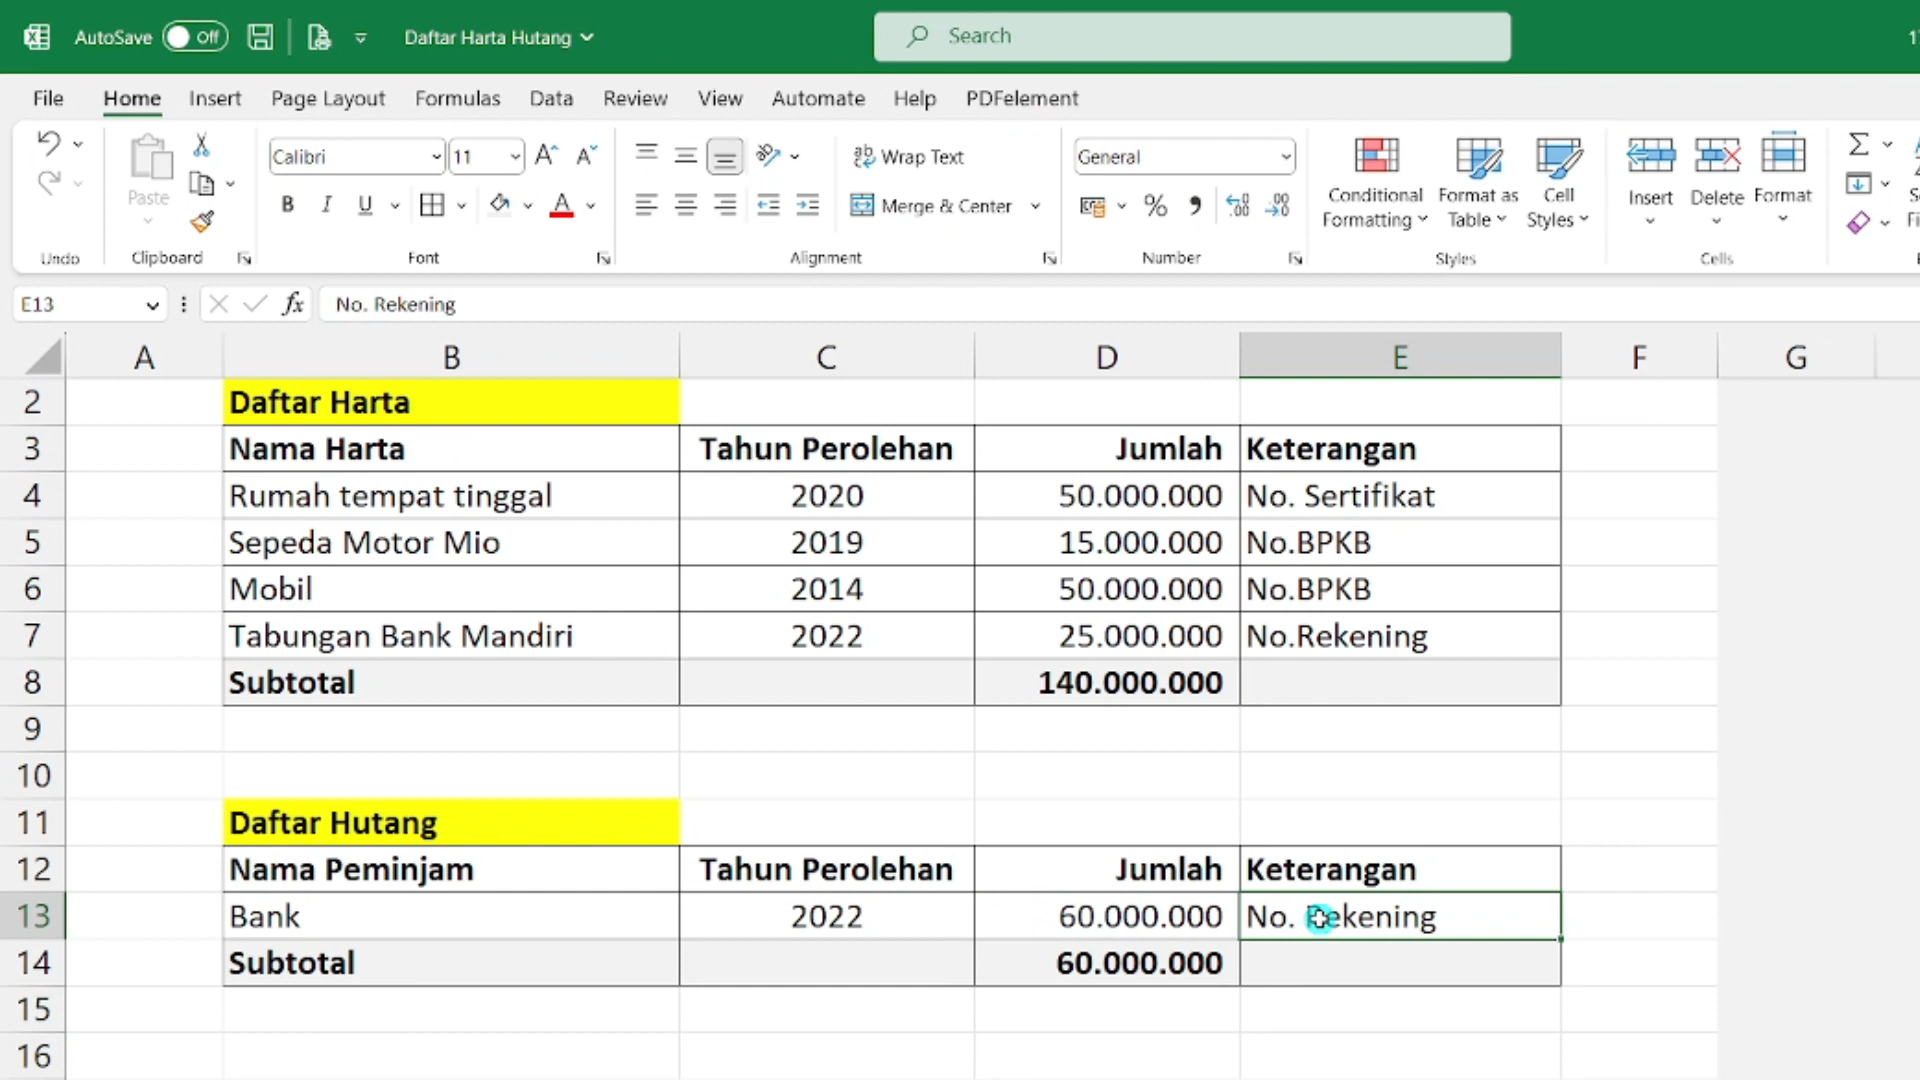 AutoSave Off Daftar Harta Hutang Search
File Home Insert Page Layout Formulas Data Review View Automate Help PDFelement
Calibri 11 Wrap Text General
Paste B I U Merge & Center % Conditional Formatting Format as Table Cell Styles Insert Delete Format
Undo Clipboard Font Alignment Number Styles Cells
E13 fx No. Rekening
A B C D E F G
2 Daftar Harta
3 Nama Harta Tahun Perolehan Jumlah Keterangan
4 Rumah tempat tinggal 2020 50.000.000 No. Sertifikat
5 Sepeda Motor Mio 2019 15.000.000 No.BPKB
6 Mobil 2014 50.000.000 No.BPKB
7 Tabungan Bank Mandiri 2022 25.000.000 No.Rekening
8 Subtotal 140.000.000
9
10
11 Daftar Hutang
12 Nama Peminjam Tahun Perolehan Jumlah Keterangan
13 Bank 2022 60.000.000 No. Rekening
14 Subtotal 60.000.000
15
16